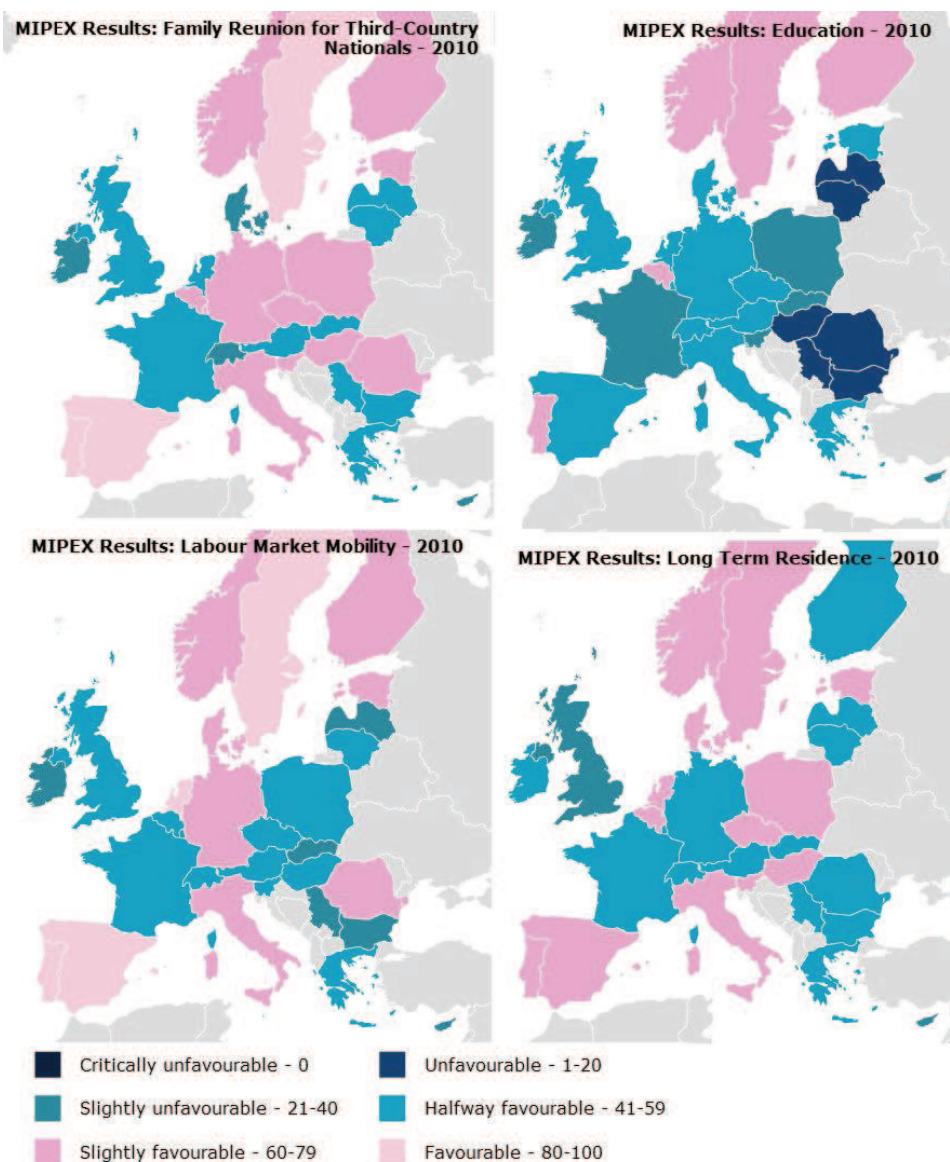 MIPEX Results: Family Reunion for Third-Country
Nationals - 2010
MIPEX Results: Education - 2010
MIPEX Results: Labour Market Mobility - 2010
MIPEX Results: Long Term Residence - 2010
Critically unfavourable - 0
Unfavourable - 1-20
Slightly unfavourable - 21-40
Halfway favourable - 41-59
Slightly favourable - 60-79
Favourable - 80-100